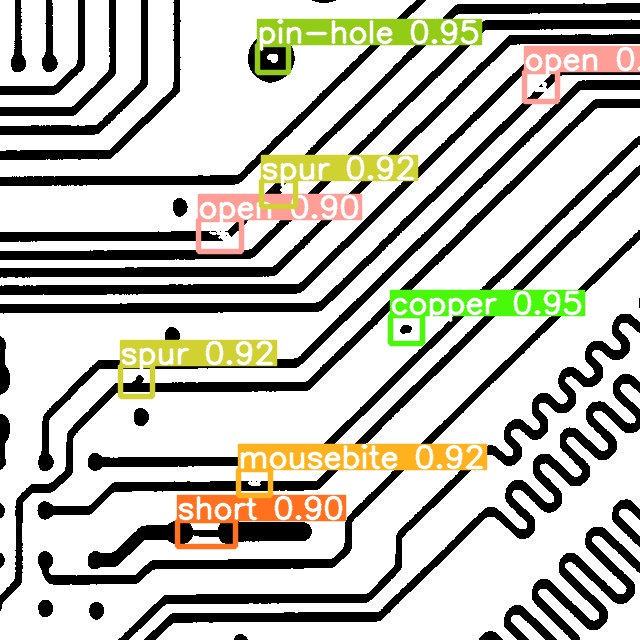 pin-hole 0.95
open 0.
spur 0.92
open 0.90
copper 0.95
spur 0.92
mousebite 0.92
short 0.90